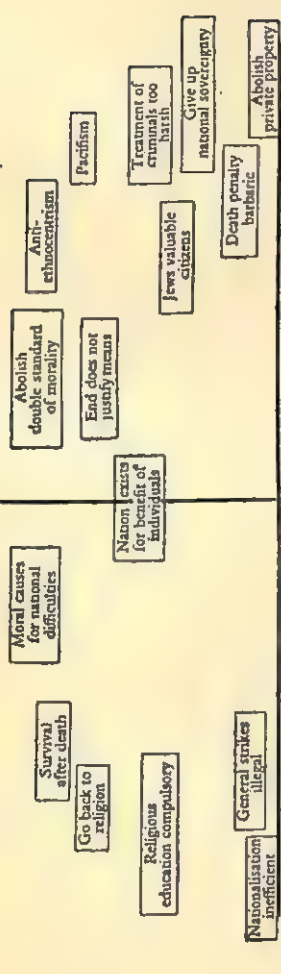 Moral causes
for national
difficulties
Survival
after death
Go back to
religion
Religious
education compulsory
General strikes
illegal
Nationalisation
inefficient
Nation exists
for benefit of
individuals
Abolish
double standard
of morality
End does not
justify means
Anti-
ethnocentrism
Pacifism
Jews valuable
citizens
Treatment of
criminals too
harsh
Give up
national sovereignty
Death penalty
barbaric
Abolish
private property